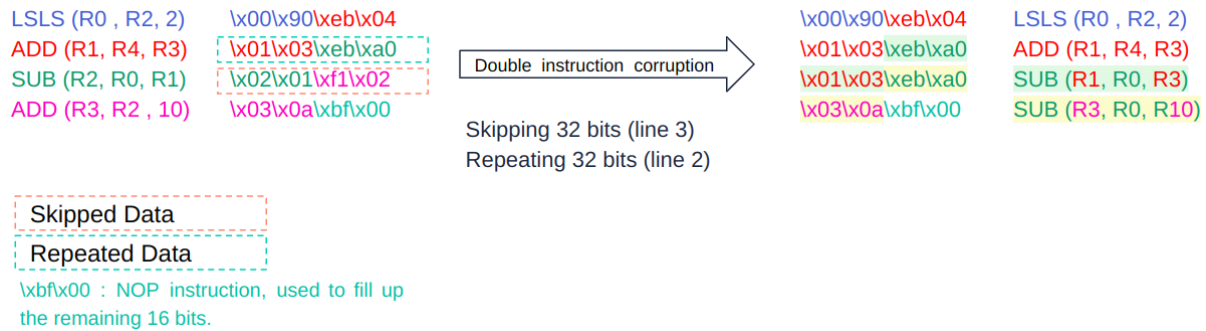 LSLS (R0 , R2, 2) \x00\x90\xeb\x04 \x00\x90\xeb\x04 LSLS (R0 , R2, 2)
ADD (R1, R4, R3) \x01\x03\xeb\xa0 \x01\x03\xeb\xa0 ADD (R1, R4, R3)
SUB (R2, R0, R1) \x02\x01\xf1\x02 Double instruction corruption \x01\x03\xeb\xa0 SUB (R1, R0, R3)
ADD (R3, R2 , 10) \x03\x0a\xbf\x00 \x03\x0a\xbf\x00 SUB (R3, R0, R10)
Skipping 32 bits (line 3)
Repeating 32 bits (line 2)
Skipped Data
Repeated Data
\xbf\x00 : NOP instruction, used to fill up
the remaining 16 bits.